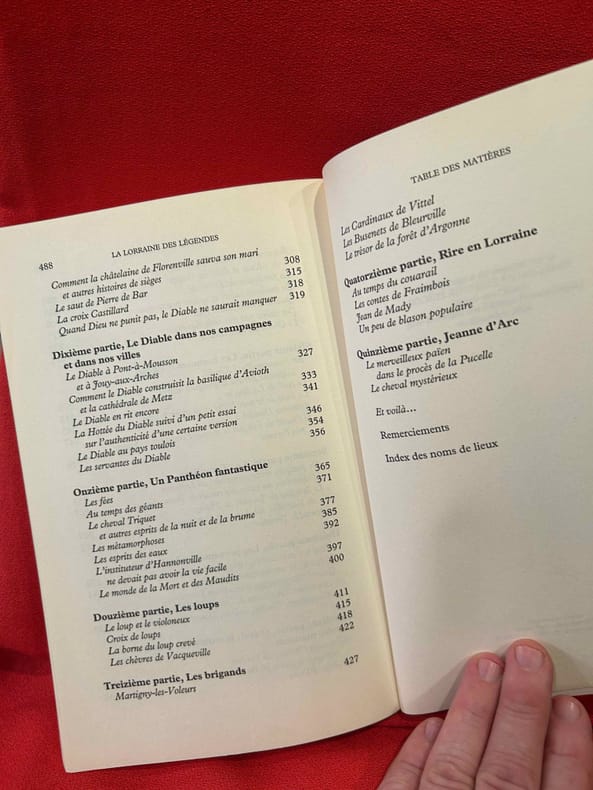 488
LA LORRAINE DES LÉGENDES
Comment la châtelaine de Florenville sauva son mari
et autres histoires de sièges 308
Le saut de Pierre de Bar 315
La croix Castillard 318
Quand Dieu ne punit pas, le Diable ne saurait manquer 319
Dixième partie, Le Diable dans nos campagnes
et dans nos villes
Le Diable à Pont-à-Mousson
et à Jouy-aux-Arches 327
Comment le Diable construisit la basilique d'Avioth
et la cathédrale de Metz 333
Le Diable en rit encore 341
La Hottée du Diable suivi d'un petit essai
sur l'authenticité d'une certaine version 346
Le Diable au pays toulois 354
Les servantes du Diable 356
Onzième partie, Un Panthéon fantastique
Les fées 365
Au temps des géants 371
Le cheval Triquet
et autres esprits de la nuit et de la brume 377
Les métamorphoses 385
Les esprits des eaux 392
L'instituteur d'Hannonville
ne devait pas avoir la vie facile 397
Le monde de la Mort et des Maudits 400
Douzième partie, Les loups
Le loup et le violoneux 411
Croix de loups 415
La borne du loup crevé 418
Les chèvres de Vacqueville 422
Treizième partie, Les brigands
Martigny-les-Voleurs 427
TABLE DES MATIÈRES
Les Cardinaux de Vittel
Les Busenets de Bleurville
Le trésor de la forêt d'Argonne
Quatorzième partie, Rire en Lorraine
Au temps du couarail
Les contes de Fraimbois
Jean de Mady
Un peu de blason populaire
Quinzième partie, Jeanne d'Arc
Le merveilleux païen
dans le procès de la Pucelle
Le cheval mystérieux
Et voilà...
Remerciements
Index des noms de lieux